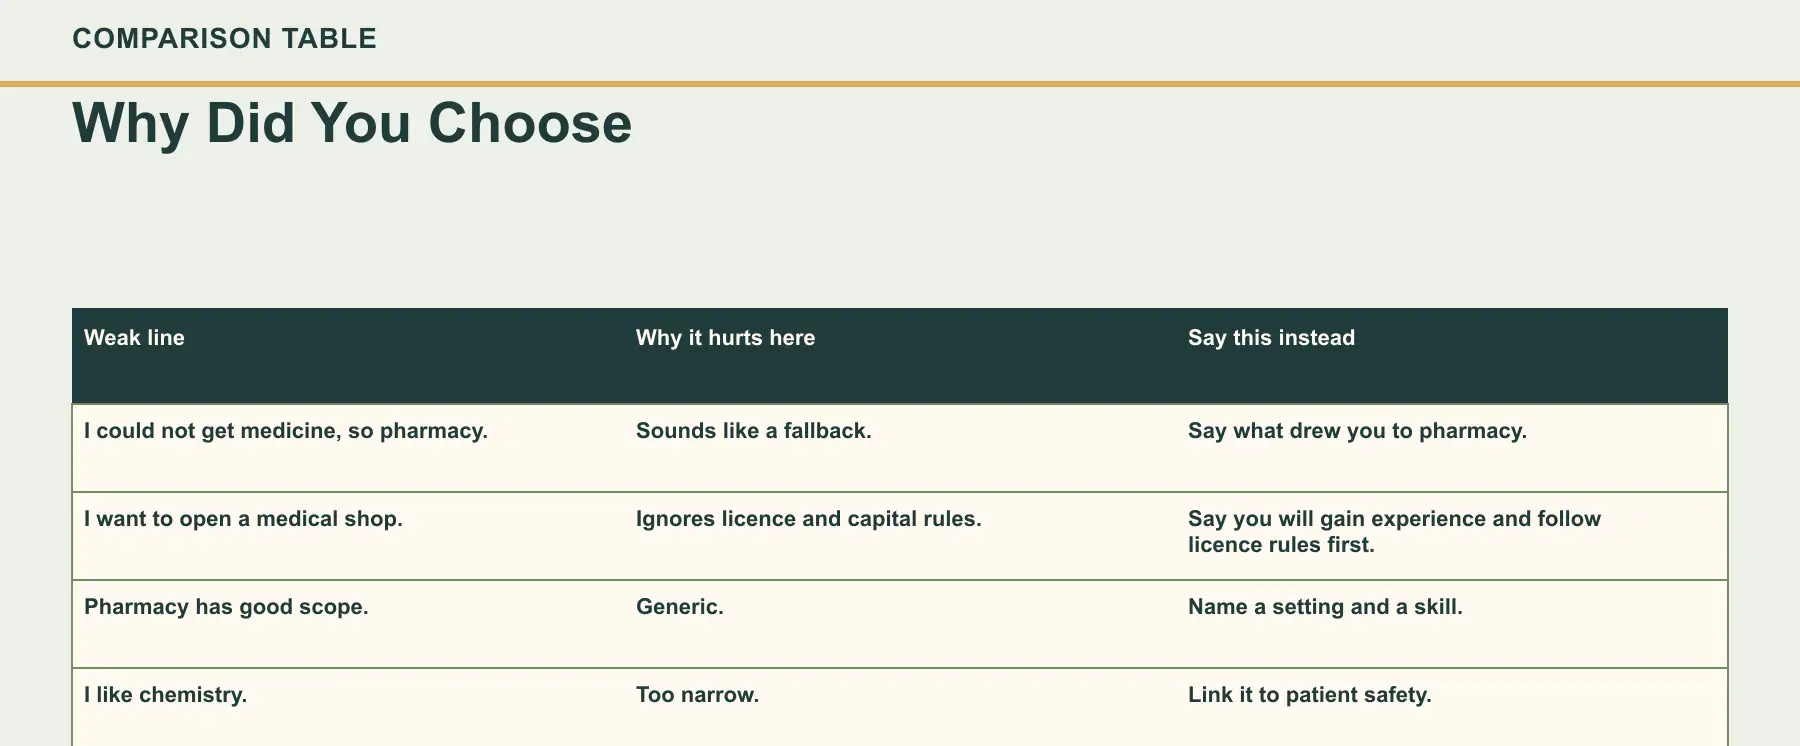 COMPARISON TABLE
Why Did You Choose
Weak line Why it hurts here Say this instead
I could not get medicine, so pharmacy. Sounds like a fallback. Say what drew you to pharmacy.
I want to open a medical shop. Ignores licence and capital rules. Say you will gain experience and follow
licence rules first.
Pharmacy has good scope. Generic. Name a setting and a skill.
I like chemistry. Too narrow. Link it to patient safety.